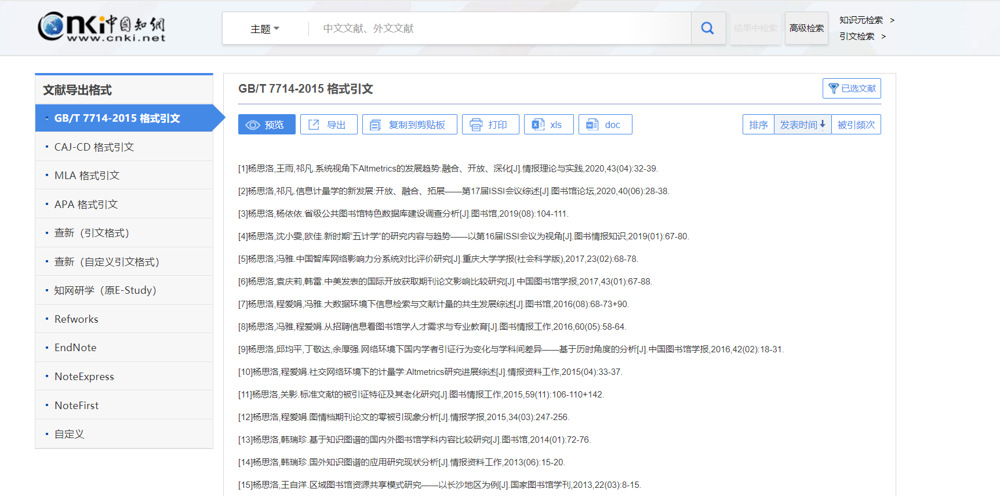 cnki中国知網
www.cnki.net
主题
中文文献、外文文献
结果中检索
高级检索
知识元检索 >
引文检索 >
文献导出格式
GB/T 7714-2015 格式引文
CAJ-CD 格式引文
MLA 格式引文
APA 格式引文
查新（引文格式）
查新（自定义引文格式）
知网研学（原E-Study）
Refworks
EndNote
NoteExpress
NoteFirst
自定义
GB/T 7714-2015 格式引文
已选文献
预览
导出
复制到剪贴板
打印
xls
doc
排序
发表时间
被引频次
[1]杨思洛,王雨,祁凡.系统视角下Altmetrics的发展趋势:融合、开放、深化[J].情报理论与实践,2020,43(04):32-39.
[2]杨思洛,祁凡.信息计量学的新发展:开放、融合、拓展——第17届ISSI会议综述[J].图书馆论坛,2020,40(06):28-38.
[3]杨思洛,杨依依.省级公共图书馆特色数据库建设调查分析[J].图书馆,2019(08):104-111.
[4]杨思洛,沈小雯,欧佳.新时期“五计学”的研究内容与趋势——以第16届ISSI会议为视角[J].图书情报知识,2019(01):67-80.
[5]杨思洛,冯雅.中国智库网络影响力分系统对比评价研究[J].重庆大学学报(社会科学版),2017,23(02):68-78.
[6]杨思洛,袁庆莉,韩雷.中美发表的国际开放获取期刊论文影响比较研究[J].中国图书馆学报,2017,43(01):67-88.
[7]杨思洛,程爱娟,冯雅.大数据环境下信息检索与文献计量的共生发展综述[J].图书馆,2016(08):68-73+90.
[8]杨思洛,冯雅,程爱娟.从招聘信息看图书馆学人才需求与专业教育[J].图书情报工作,2016,60(05):58-64.
[9]杨思洛,邱均平,丁敬达,余厚强.网络环境下国内学者引证行为变化与学科间差异——基于历时角度的分析[J].中国图书馆学报,2016,42(02):18-31.
[10]杨思洛,程爱娟.社交网络环境下的计量学:Altmetrics研究进展综述[J].情报资料工作,2015(04):33-37.
[11]杨思洛,关影.标准文献的被引证特征及其老化研究[J].图书情报工作,2015,59(11):106-110+142.
[12]杨思洛,程爱娟.图情档期刊论文的零被引现象分析[J].情报学报,2015,34(03):247-256.
[13]杨思洛,韩瑞珍.基于知识图谱的国内外图书馆学科内容比较研究[J].图书馆,2014(01):72-76.
[14]杨思洛,韩瑞珍.国外知识图谱的应用研究现状分析[J].情报资料工作,2013(06):15-20.
[15]杨思洛,王自洋.区域图书馆资源共享模式研究——以长沙地区为例[J].国家图书馆学刊,2013,22(03):8-15.